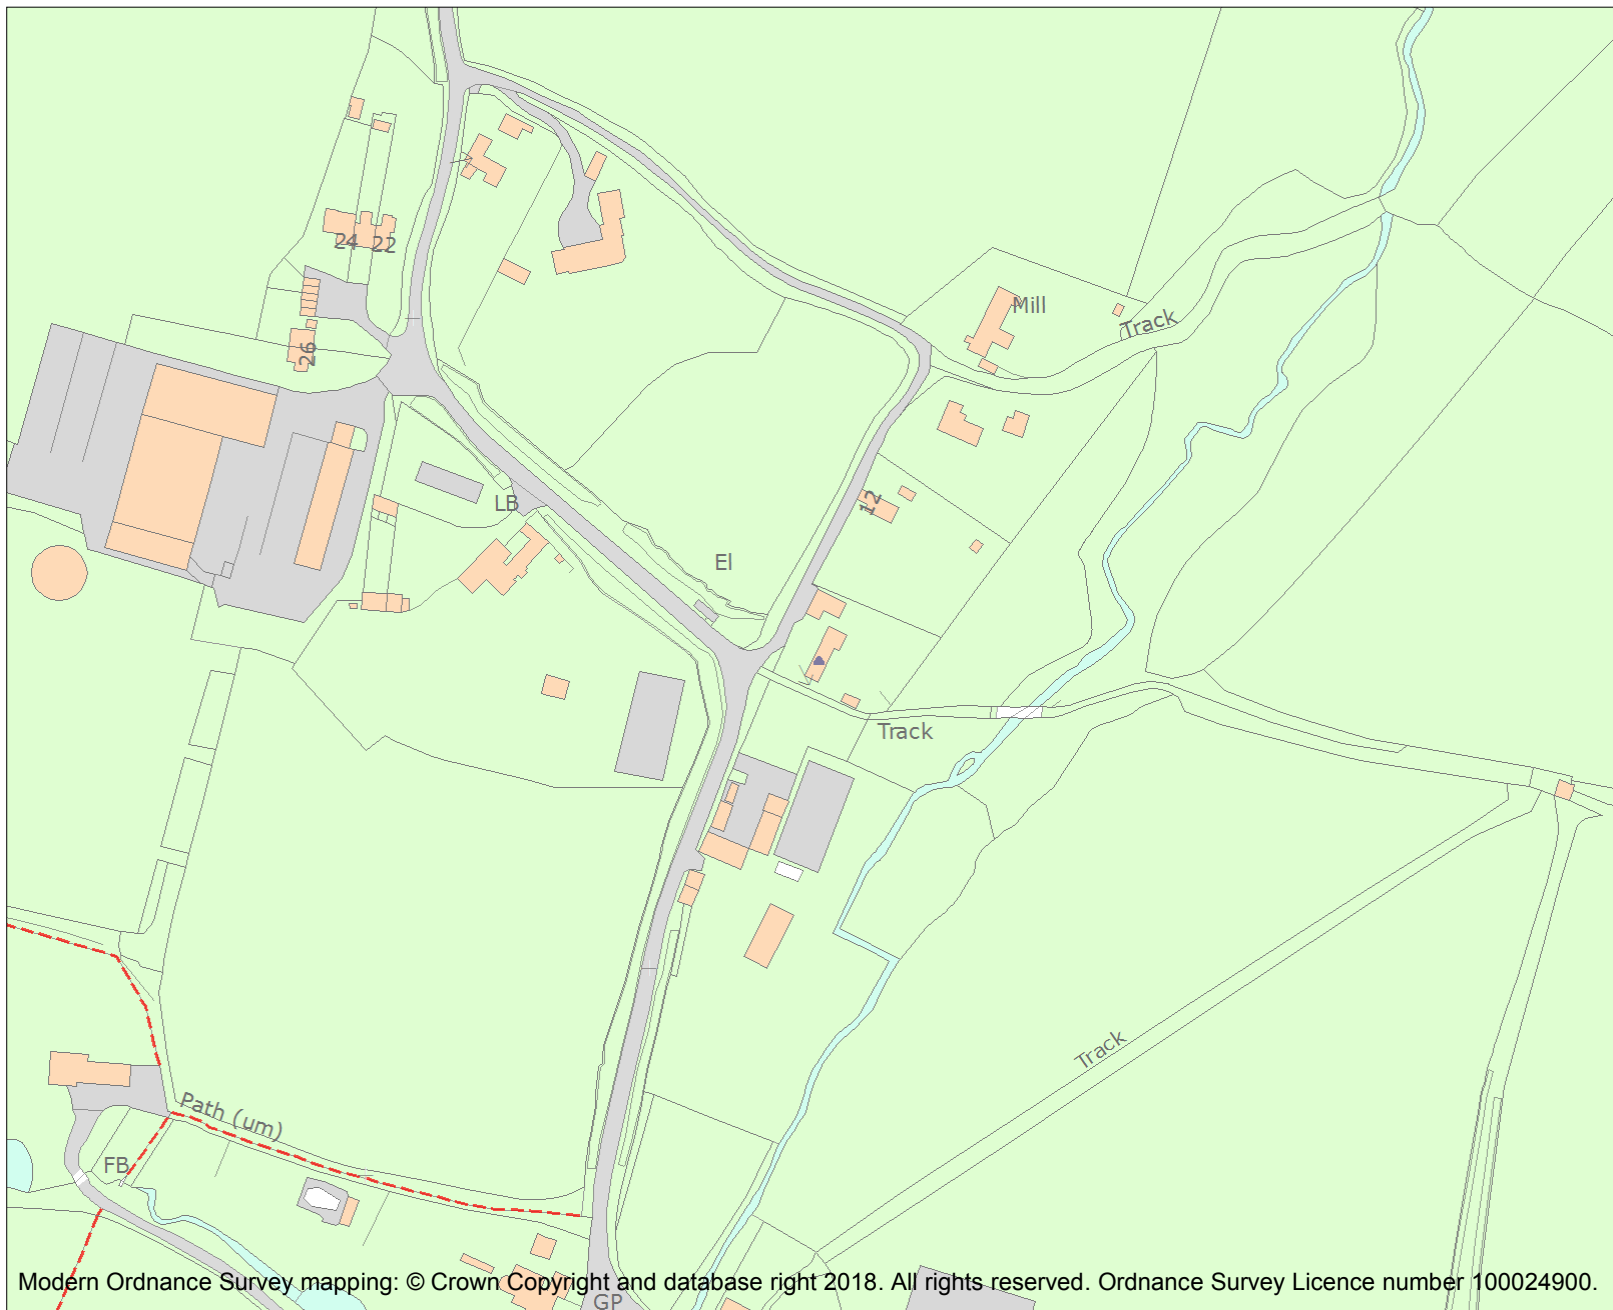 24
22
Mill
Track
26
LB
12
El
Track
Track
Path (um)
FB
Modern Ordnance Survey mapping: © Crown Copyright and database right 2018. All rights reserved. Ordnance Survey Licence number 100024900.
GP